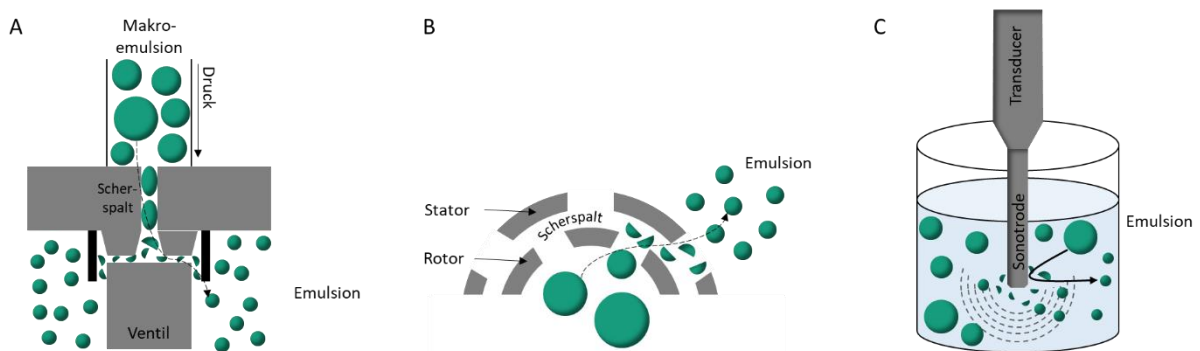 A
Makro-
emulsion
Druck
Scher-
spalt
Ventil
Emulsion
B
Emulsion
Stator
Scherspalt
Rotor
C
Transducer
Sonotrode
Emulsion